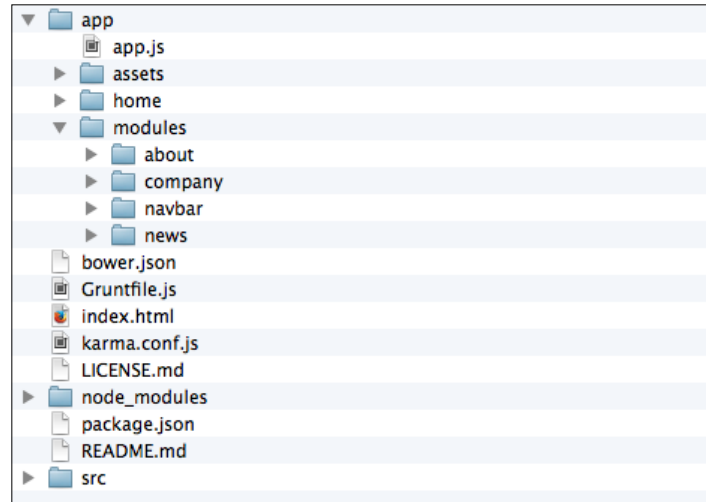 app
app.js
assets
home
modules
about
company
navbar
news
bower.json
Gruntfile.js
index.html
karma.conf.js
LICENSE.md
node_modules
package.json
README.md
src